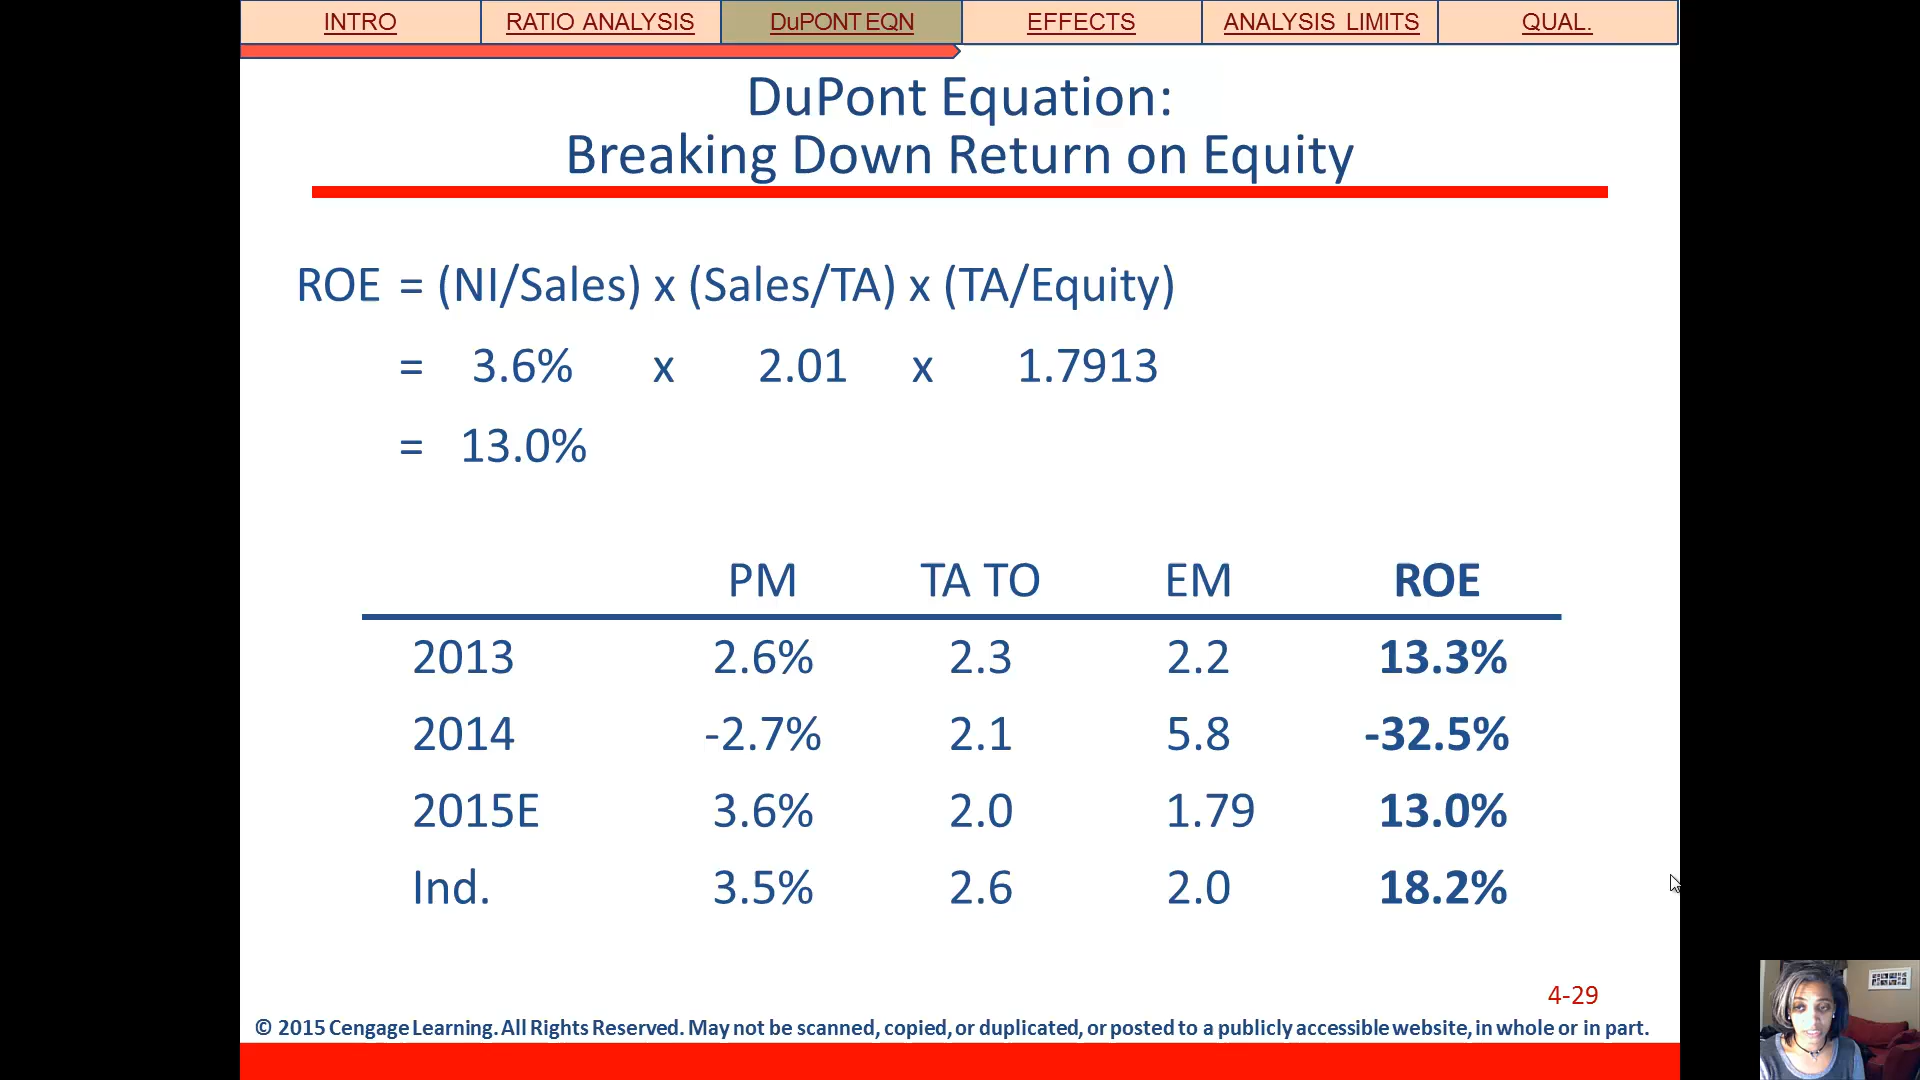 INTRO RATIO ANALYSIS DuPONT EQN EFFECTS ANALYSIS LIMITS QUAL.
DuPont Equation:
Breaking Down Return on Equity
ROE = (NI/Sales) x (Sales/TA) x (TA/Equity)
= 3.6% x 2.01 x 1.7913
= 13.0%
PM TA TO EM ROE
2013 2.6% 2.3 2.2 13.3%
2014 -2.7% 2.1 5.8 -32.5%
2015E 3.6% 2.0 1.79 13.0%
Ind. 3.5% 2.6 2.0 18.2%
4-29
© 2015 Cengage Learning. All Rights Reserved. May not be scanned, copied, or duplicated, or posted to a publicly accessible website, in whole or in part.